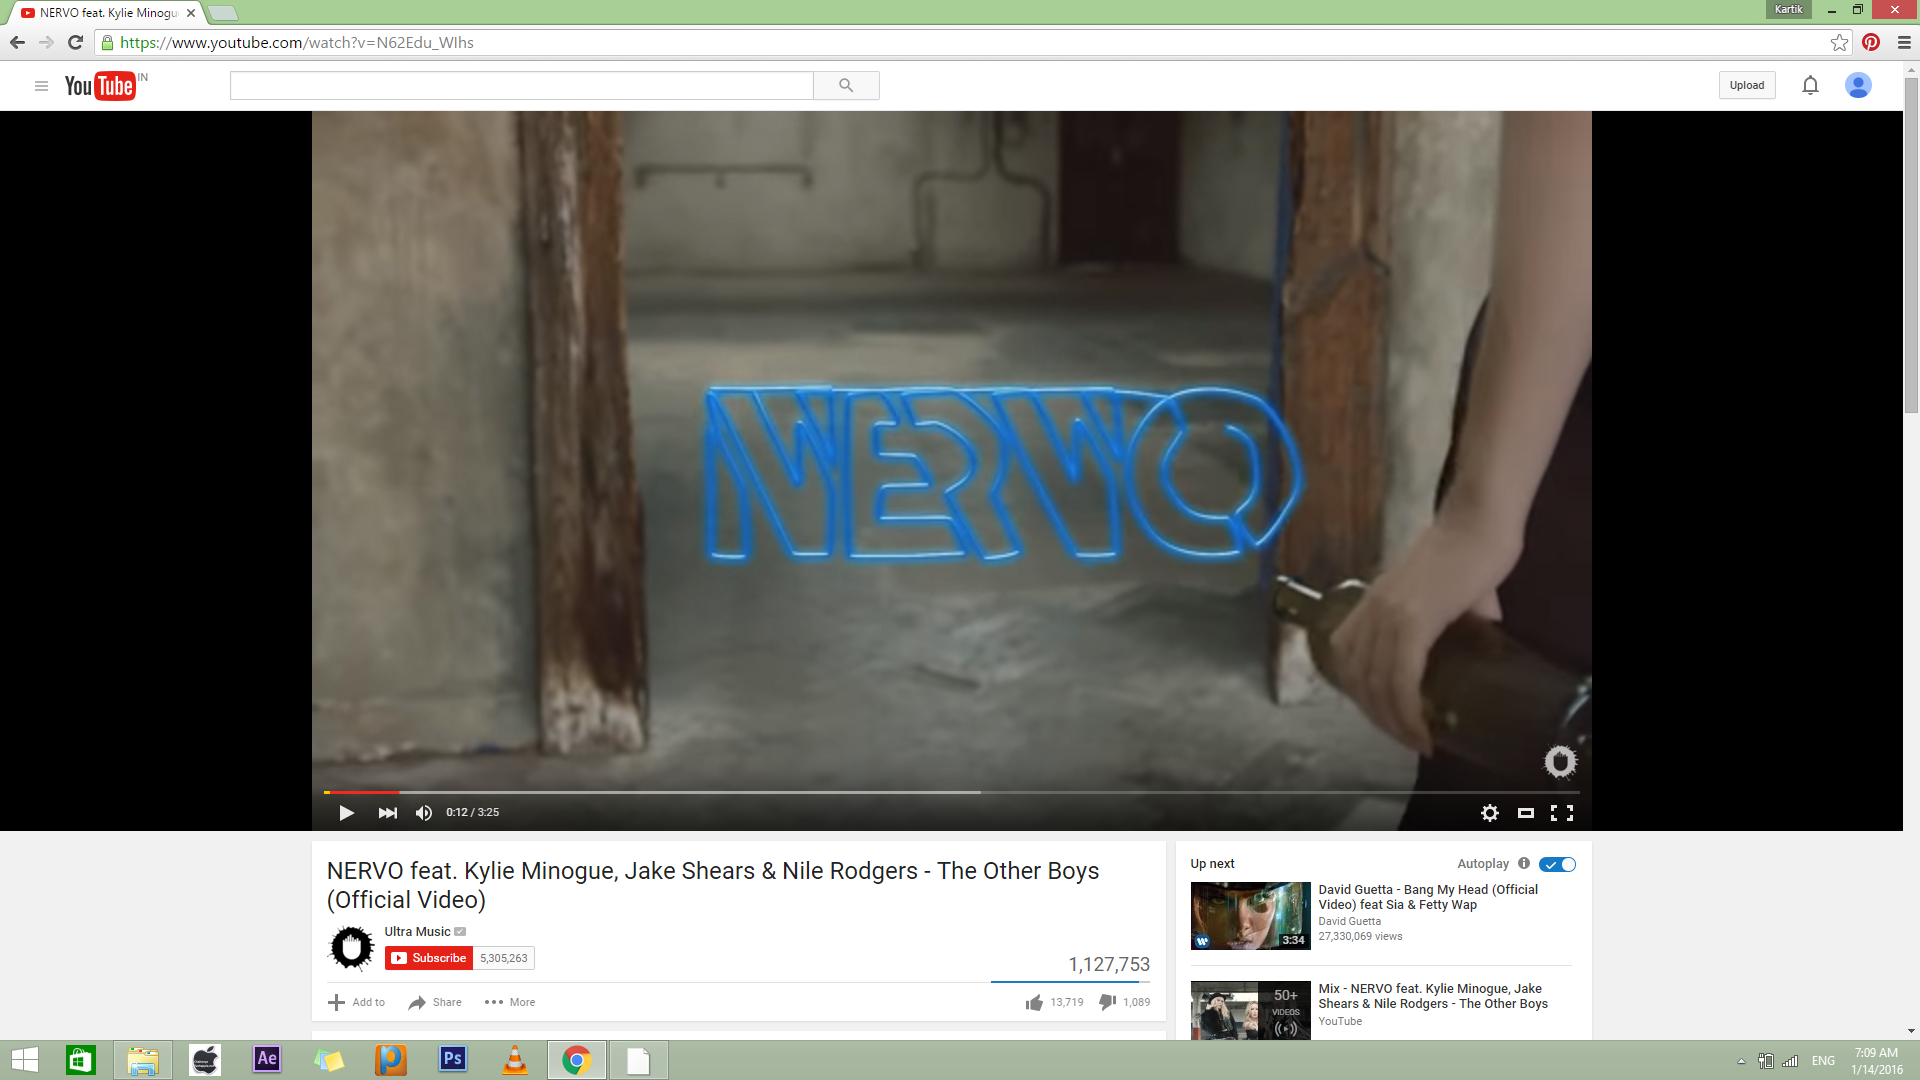 NERVO feat. Kylie Minogu
Kartik
https://www.youtube.com/watch?v=N62Edu_WIhs
YouTube IN
Upload
NERVO
0:12 / 3:25
NERVO feat. Kylie Minogue, Jake Shears & Nile Rodgers - The Other Boys
(Official Video)
Ultra Music
Subscribe 5,305,263
1,127,753
Add to Share More
13,719 1,089
Up next
Autoplay
David Guetta - Bang My Head (Official
Video) feat Sia & Fetty Wap
David Guetta
27,330,069 views
3:34
Mix - NERVO feat. Kylie Minogue, Jake
Shears & Nile Rodgers - The Other Boys
YouTube
50+
VIDEOS
Ae
Ps
ENG
7:09 AM
1/14/2016